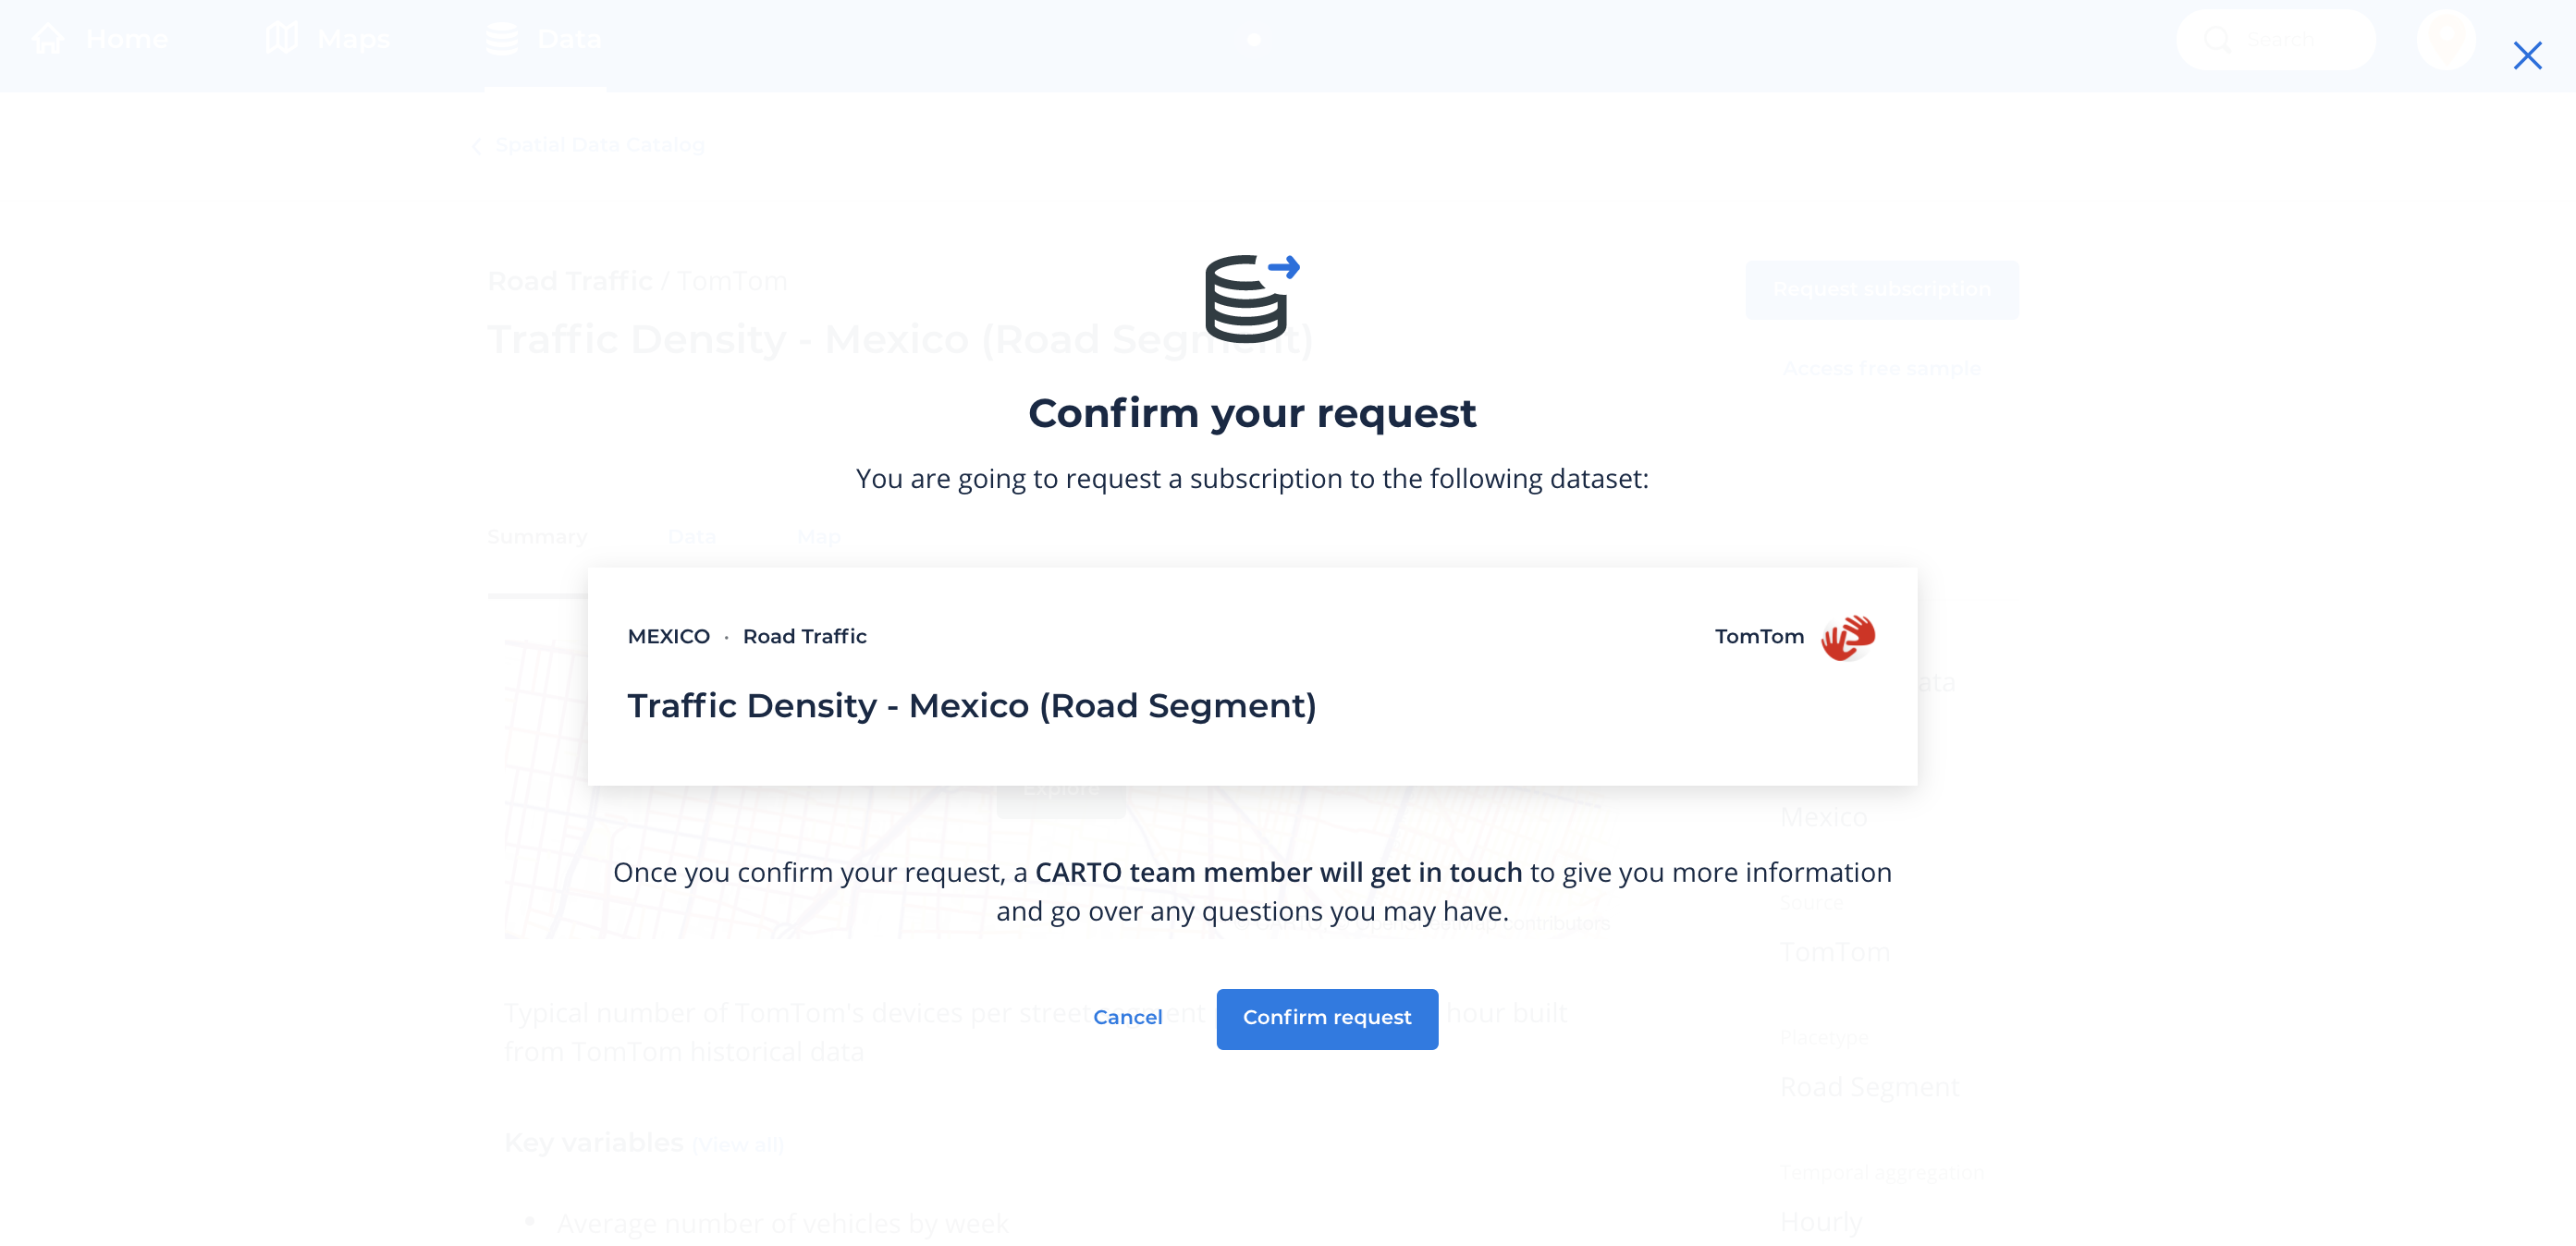 Home
Maps
Data
Search
Spatial Data Catalog
Road Traffic / TomTom
Request subscription
Traffic Density - Mexico (Road Segment)
Access free sample
Confirm your request
You are going to request a subscription to the following dataset:
Summary
Data
Map
MEXICO • Road Traffic
TomTom
Traffic Density - Mexico (Road Segment)
Explore
Mexico
Once you confirm your request, a CARTO team member will get in touch to give you more information
and go over any questions you may have.
contributors
Source
TomTom
Typical number of TomTom's devices per street
hour built
Cancel
Confirm request
from TomTom historical data
Placetype
Road Segment
Key variables (View all)
Temporal aggregation
Average number of vehicles by week
Hourly